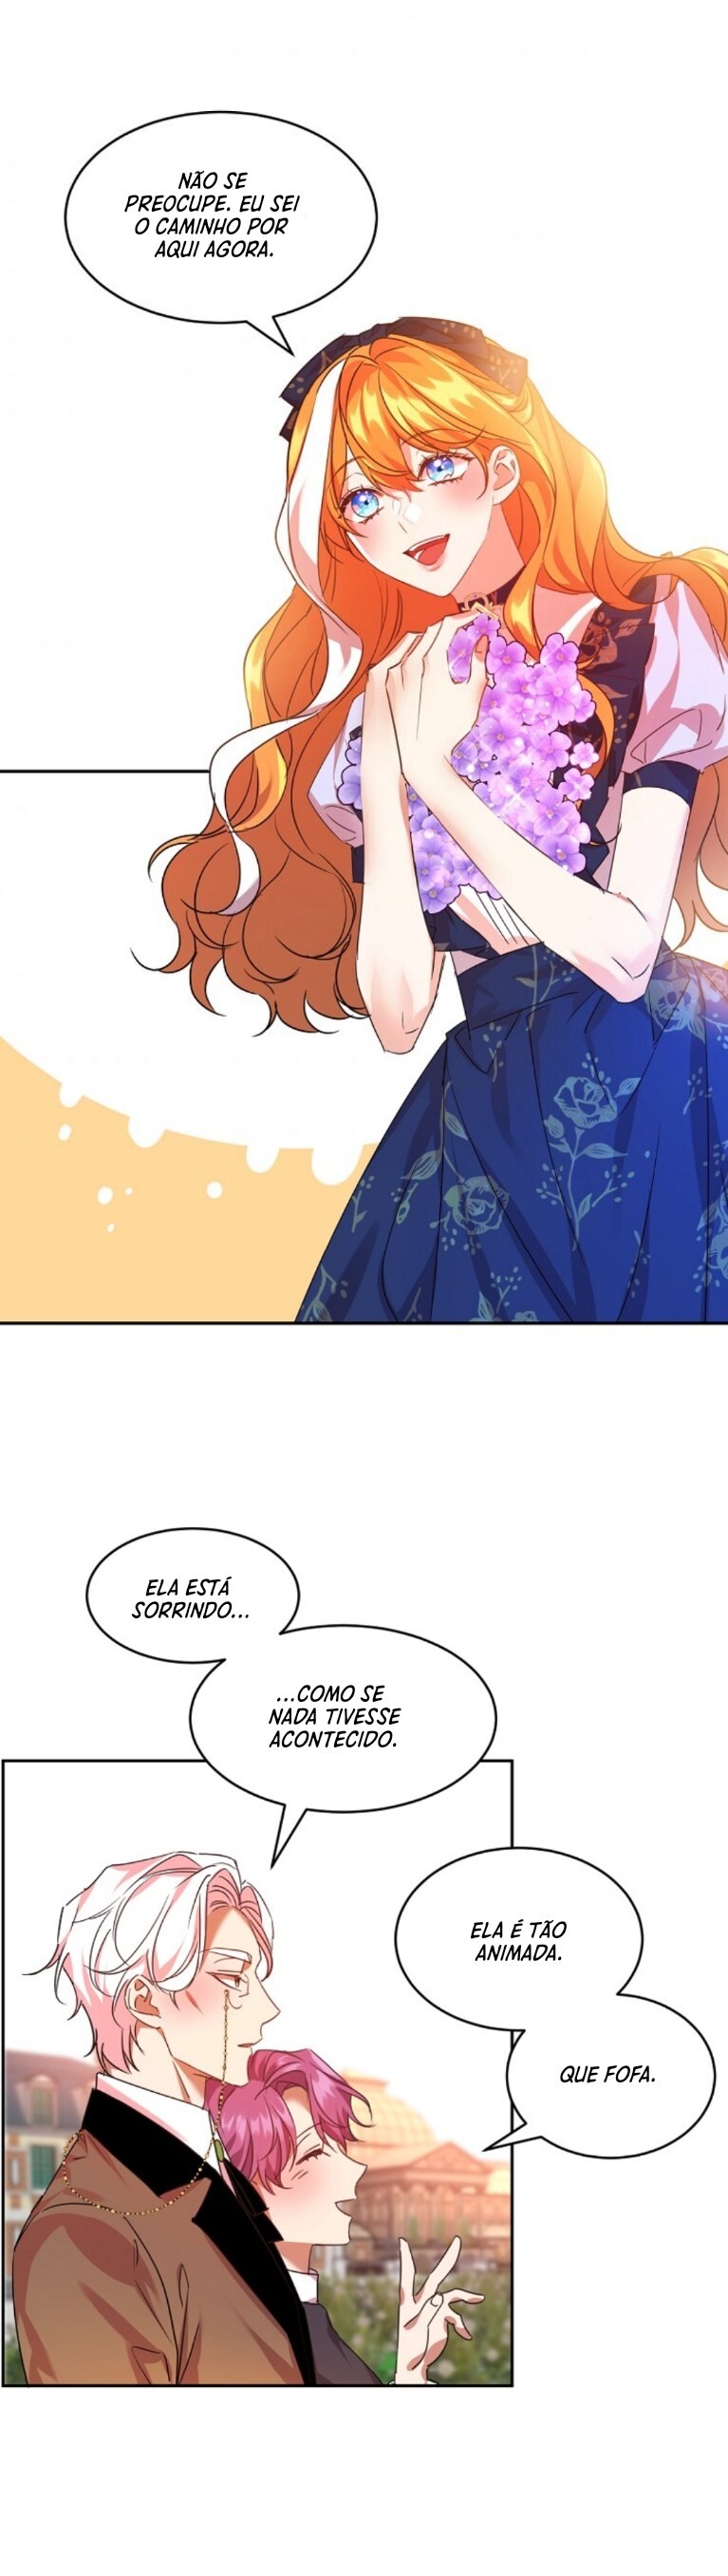 NÃO SE
PREOCUPE. EU SEI
O CAMINHO POR
AQUI AGORA.
ELA ESTÁ
SORRINDO...
...COMO SE
NADA TIVESSE
ACONTECIDO.
ELA É TÃO
ANIMADA.
QUE FOFA.